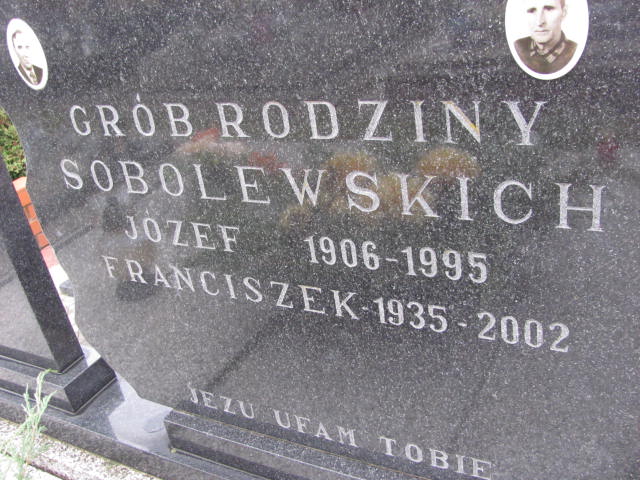 GRÓB RODZINY
SOBOLEWSKICH
JÓZEF 1906-1995
FRANCISZEK-1935-2002
JEZU UFAM TOBIE